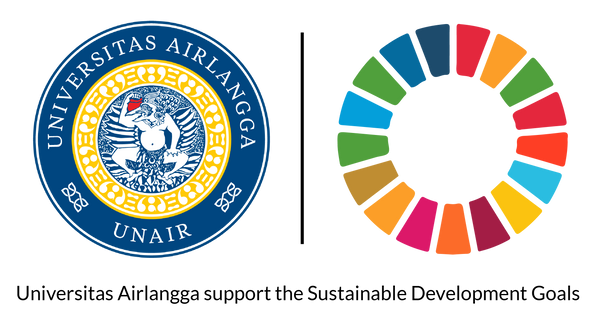 UNIVERSITAS AIRLANGGA
UNAIR
Universitas Airlangga support the Sustainable Development Goals